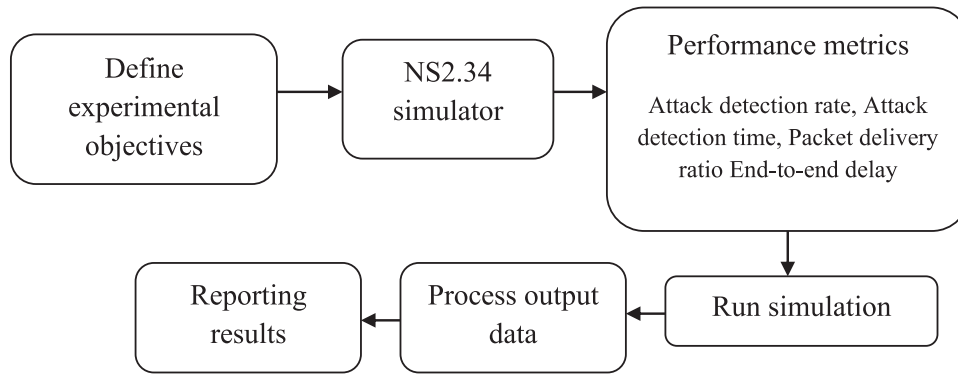 Define
experimental
objectives
NS2.34
simulator
Performance metrics
Attack detection rate, Attack
detection time, Packet delivery
ratio End-to-end delay
Run simulation
Process output
data
Reporting
results